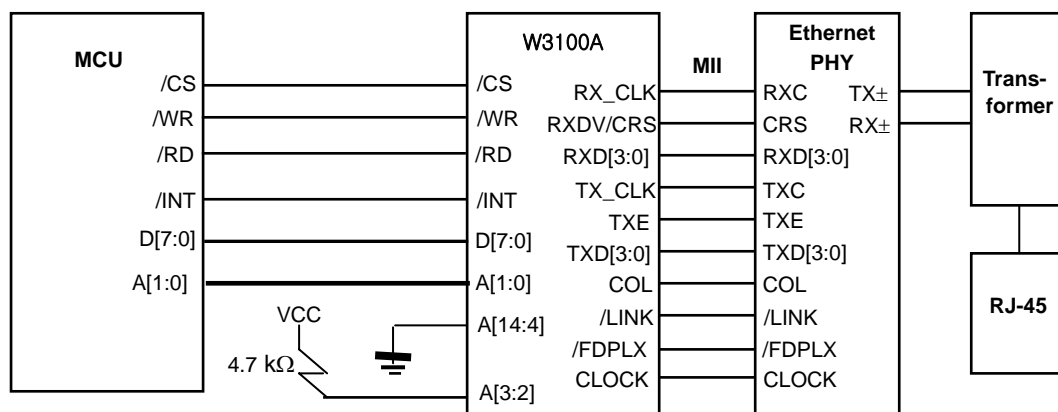 MCU
/CS
/WR
/RD
/INT
D[7:0]
A[1:0]
VCC
4.7 kΩ
W3100A
/CS
/WR
/RD
/INT
D[7:0]
A[1:0]
A[14:4]
A[3:2]
RX_CLK
RXDV/CRS
RXD[3:0]
TX_CLK
TXE
TXD[3:0]
COL
/LINK
/FDPLX
CLOCK
MII
Ethernet
PHY
RXC
CRS
RXD[3:0]
TXC
TXE
TXD[3:0]
COL
/LINK
/FDPLX
CLOCK
TX±
RX±
Trans-
former
RJ-45